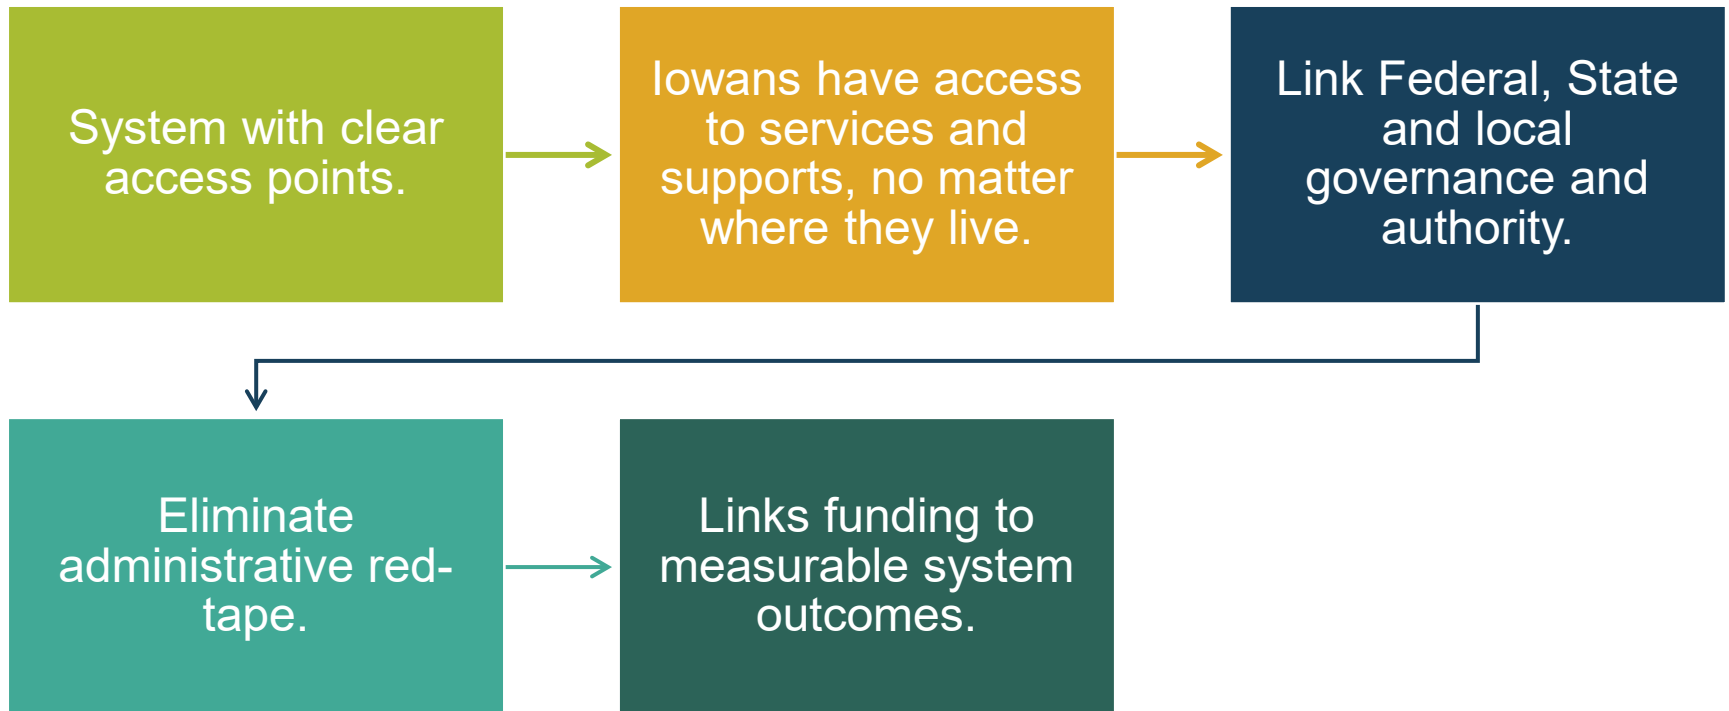 System with clear
access points.
Iowans have access
to services and
supports, no matter
where they live.
Link Federal, State
and local
governance and
authority.
Eliminate
administrative red-
tape.
Links funding to
measurable system
outcomes.